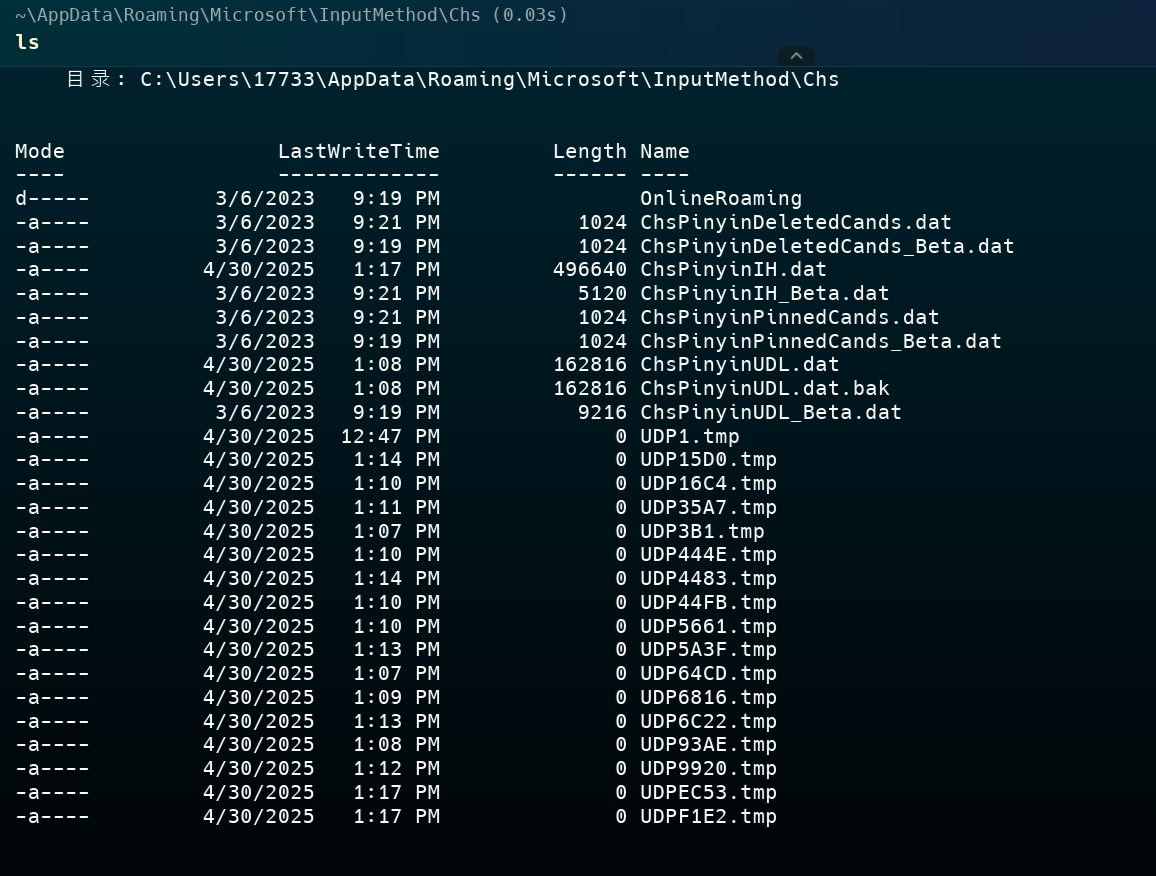 ~\AppData\Roaming\Microsoft\InputMethod\Chs (0.03s)
ls
目录: C:\Users\17733\AppData\Roaming\Microsoft\InputMethod\Chs
Mode LastWriteTime Length Name
---- ------------- ------ ----
d----- 3/6/2023 9:19 PM OnlineRoaming
-a---- 3/6/2023 9:21 PM 1024 ChsPinyinDeletedCands.dat
-a---- 3/6/2023 9:19 PM 1024 ChsPinyinDeletedCands_Beta.dat
-a---- 4/30/2025 1:17 PM 496640 ChsPinyinIH.dat
-a---- 3/6/2023 9:21 PM 5120 ChsPinyinIH_Beta.dat
-a---- 3/6/2023 9:21 PM 1024 ChsPinyinPinnedCands.dat
-a---- 3/6/2023 9:19 PM 1024 ChsPinyinPinnedCands_Beta.dat
-a---- 4/30/2025 1:08 PM 162816 ChsPinyinUDL.dat
-a---- 4/30/2025 1:08 PM 162816 ChsPinyinUDL.dat.bak
-a---- 3/6/2023 9:19 PM 9216 ChsPinyinUDL_Beta.dat
-a---- 4/30/2025 12:47 PM 0 UDP1.tmp
-a---- 4/30/2025 1:14 PM 0 UDP15D0.tmp
-a---- 4/30/2025 1:10 PM 0 UDP16C4.tmp
-a---- 4/30/2025 1:11 PM 0 UDP35A7.tmp
-a---- 4/30/2025 1:07 PM 0 UDP3B1.tmp
-a---- 4/30/2025 1:10 PM 0 UDP444E.tmp
-a---- 4/30/2025 1:14 PM 0 UDP4483.tmp
-a---- 4/30/2025 1:10 PM 0 UDP44FB.tmp
-a---- 4/30/2025 1:10 PM 0 UDP5661.tmp
-a---- 4/30/2025 1:13 PM 0 UDP5A3F.tmp
-a---- 4/30/2025 1:07 PM 0 UDP64CD.tmp
-a---- 4/30/2025 1:09 PM 0 UDP6816.tmp
-a---- 4/30/2025 1:13 PM 0 UDP6C22.tmp
-a---- 4/30/2025 1:08 PM 0 UDP93AE.tmp
-a---- 4/30/2025 1:12 PM 0 UDP9920.tmp
-a---- 4/30/2025 1:17 PM 0 UDPEC53.tmp
-a---- 4/30/2025 1:17 PM 0 UDPF1E2.tmp